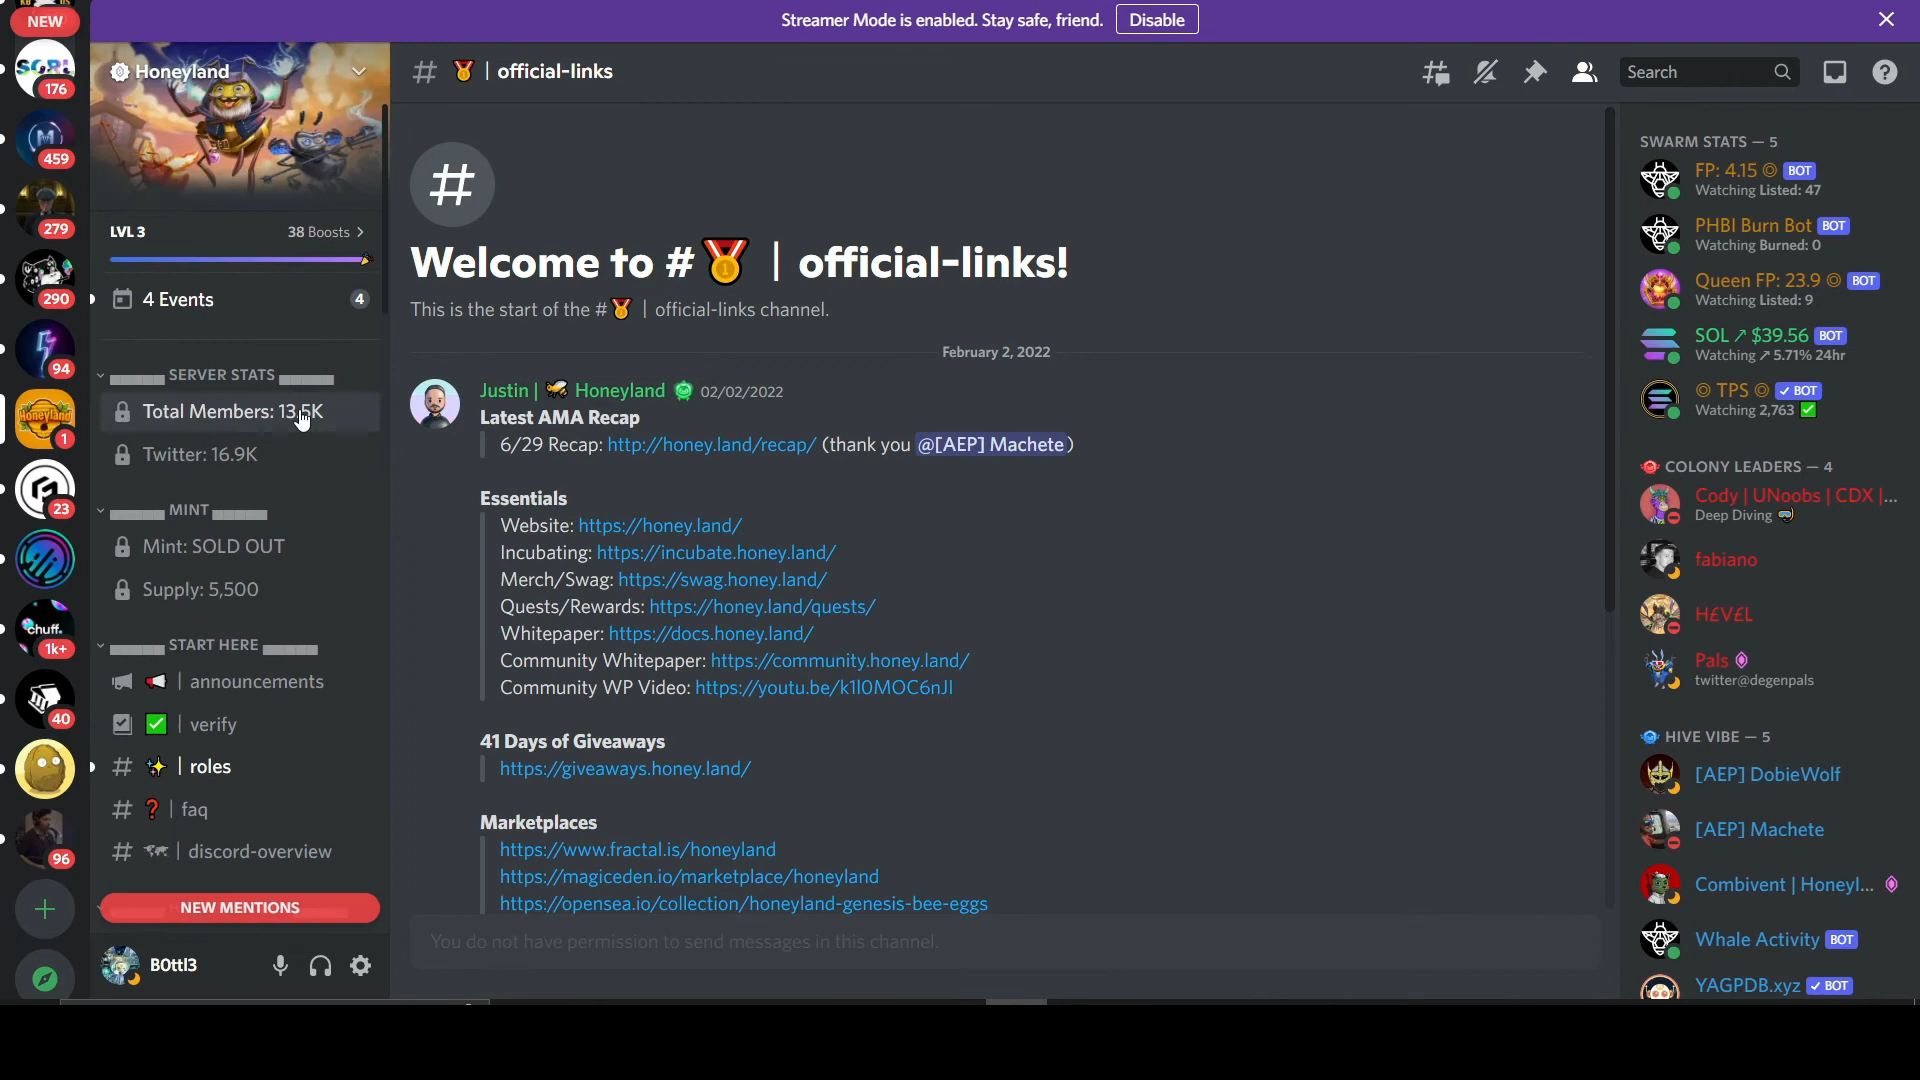 Streamer Mode is enabled. Stay safe, friend. Disable
NEW
176
459
279
290
94
Honeyland
1
23
chuff.
1k+
40
96
Honeyland
LVL 3 38 Boosts
4 Events 4
SERVER STATS
Total Members: 13.5K
Twitter: 16.9K
MINT
Mint: SOLD OUT
Supply: 5,500
START HERE
| announcements
| verify
| roles
| faq
| discord-overview
NEW MENTIONS
B0ttl3
# 🥇 | official-links
Search
Welcome to #🥇 | official-links!
This is the start of the #🥇 | official-links channel.
February 2, 2022
Justin | 🐝 Honeyland 02/02/2022
Latest AMA Recap
6/29 Recap: http://honey.land/recap/ (thank you @[AEP] Machete)
Essentials
Website: https://honey.land/
Incubating: https://incubate.honey.land/
Merch/Swag: https://swag.honey.land/
Quests/Rewards: https://honey.land/quests/
Whitepaper: https://docs.honey.land/
Community Whitepaper: https://community.honey.land/
Community WP Video: https://youtu.be/k1l0MOC6nJI
41 Days of Giveaways
https://giveaways.honey.land/
Marketplaces
https://www.fractal.is/honeyland
https://magiceden.io/marketplace/honeyland
https://opensea.io/collection/honeyland-genesis-bee-eggs
You do not have permission to send messages in this channel.
SWARM STATS — 5
FP: 4.15 ◎ BOT
Watching Listed: 47
PHBI Burn Bot BOT
Watching Burned: 0
Queen FP: 23.9 ◎ BOT
Watching Listed: 9
SOL ↗ $39.56 BOT
Watching ↗ 5.71% 24hr
◎ TPS ✓ BOT
Watching 2,763 ✅
COLONY LEADERS — 4
Cody | UNoobs | CDX |...
Deep Diving 🤿
fabiano
H£V£L
Pals
twitter@degenpals
HIVE VIBE — 5
[AEP] DobieWolf
[AEP] Machete
Combivent | Honeyl...
Whale Activity BOT
YAGPDB.xyz ✓ BOT